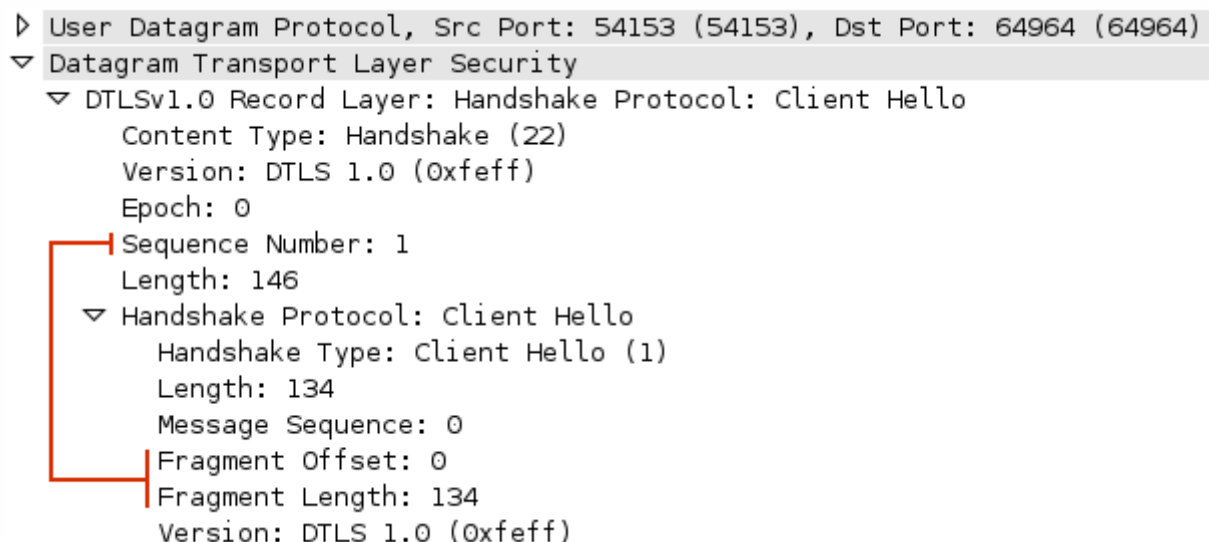 User Datagram Protocol, Src Port: 54153 (54153), Dst Port: 64964 (64964)
Datagram Transport Layer Security
DTLSv1.0 Record Layer: Handshake Protocol: Client Hello
Content Type: Handshake (22)
Version: DTLS 1.0 (0xfeff)
Epoch: 0
Sequence Number: 1
Length: 146
Handshake Protocol: Client Hello
Handshake Type: Client Hello (1)
Length: 134
Message Sequence: 0
Fragment Offset: 0
Fragment Length: 134
Version: DTLS 1.0 (0xfeff)